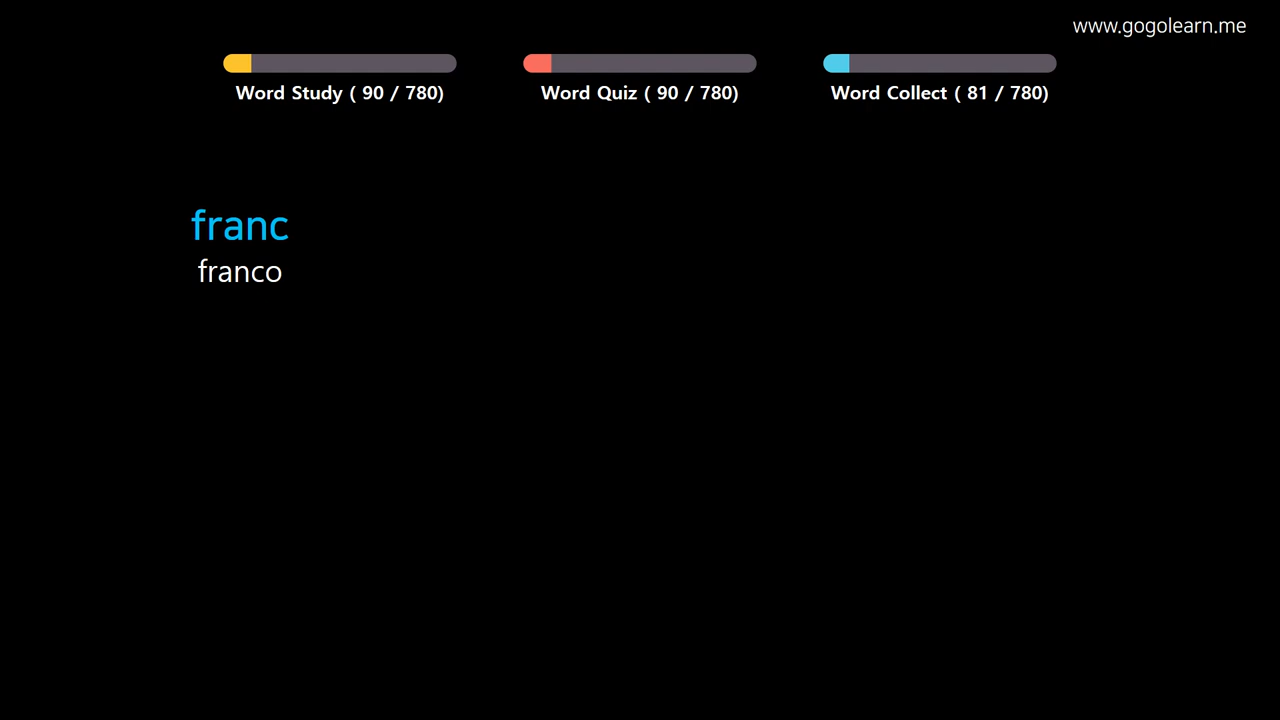 www.gogolearn.me
Word Study ( 90 / 780)
Word Quiz ( 90 / 780)
Word Collect ( 81 / 780)
franc
franco